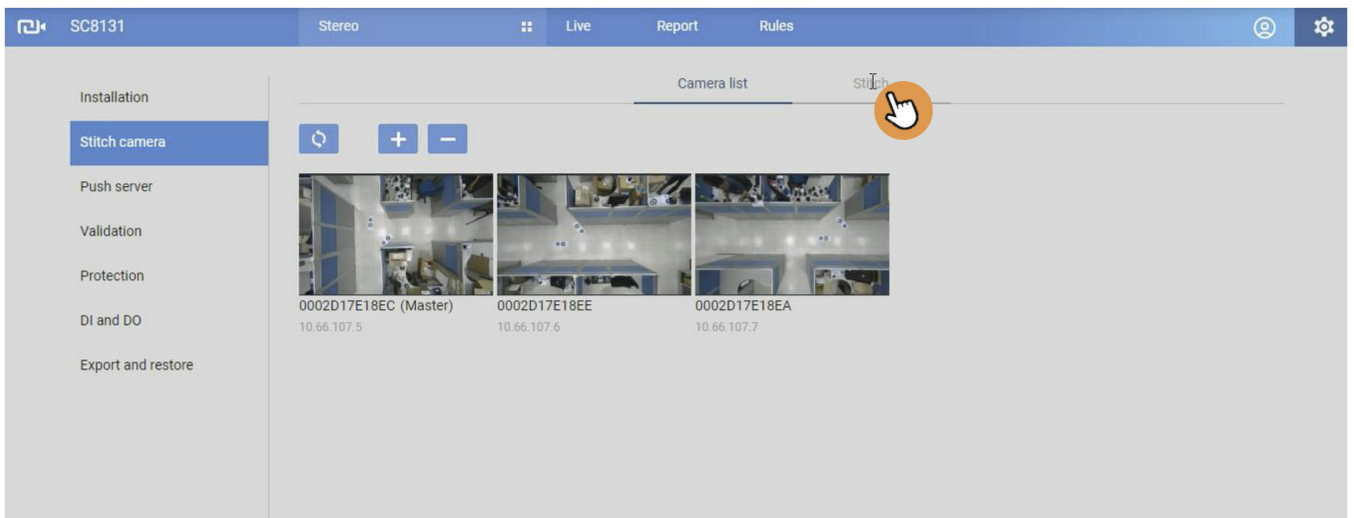 SC8131
Stereo
Live
Report
Rules
Camera list
Stitch
Installation
Stitch camera
Push server
Validation
Protection
DI and DO
Export and restore
0002D17E18EC (Master)
0002D17E18EE
0002D17E18EA
10.66.107.5
10.66.107.6
10.66.107.7